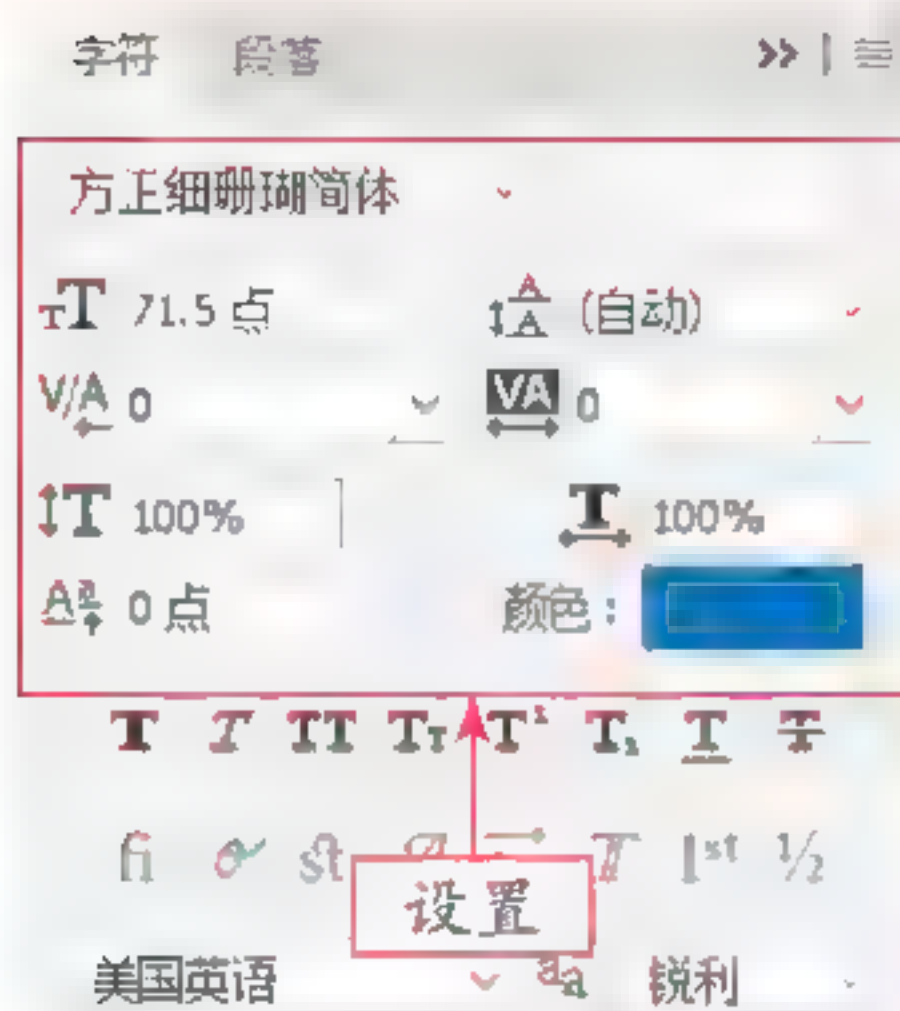 字符 段落
方正细珊瑚简体
71.5 点 (自动)
V/A 0 VA 0
100% 100%
0 点 颜色：
T T TT Tт T¹ T₁ T T
fi st 1st ½
设置
美国英语 aa 锐利